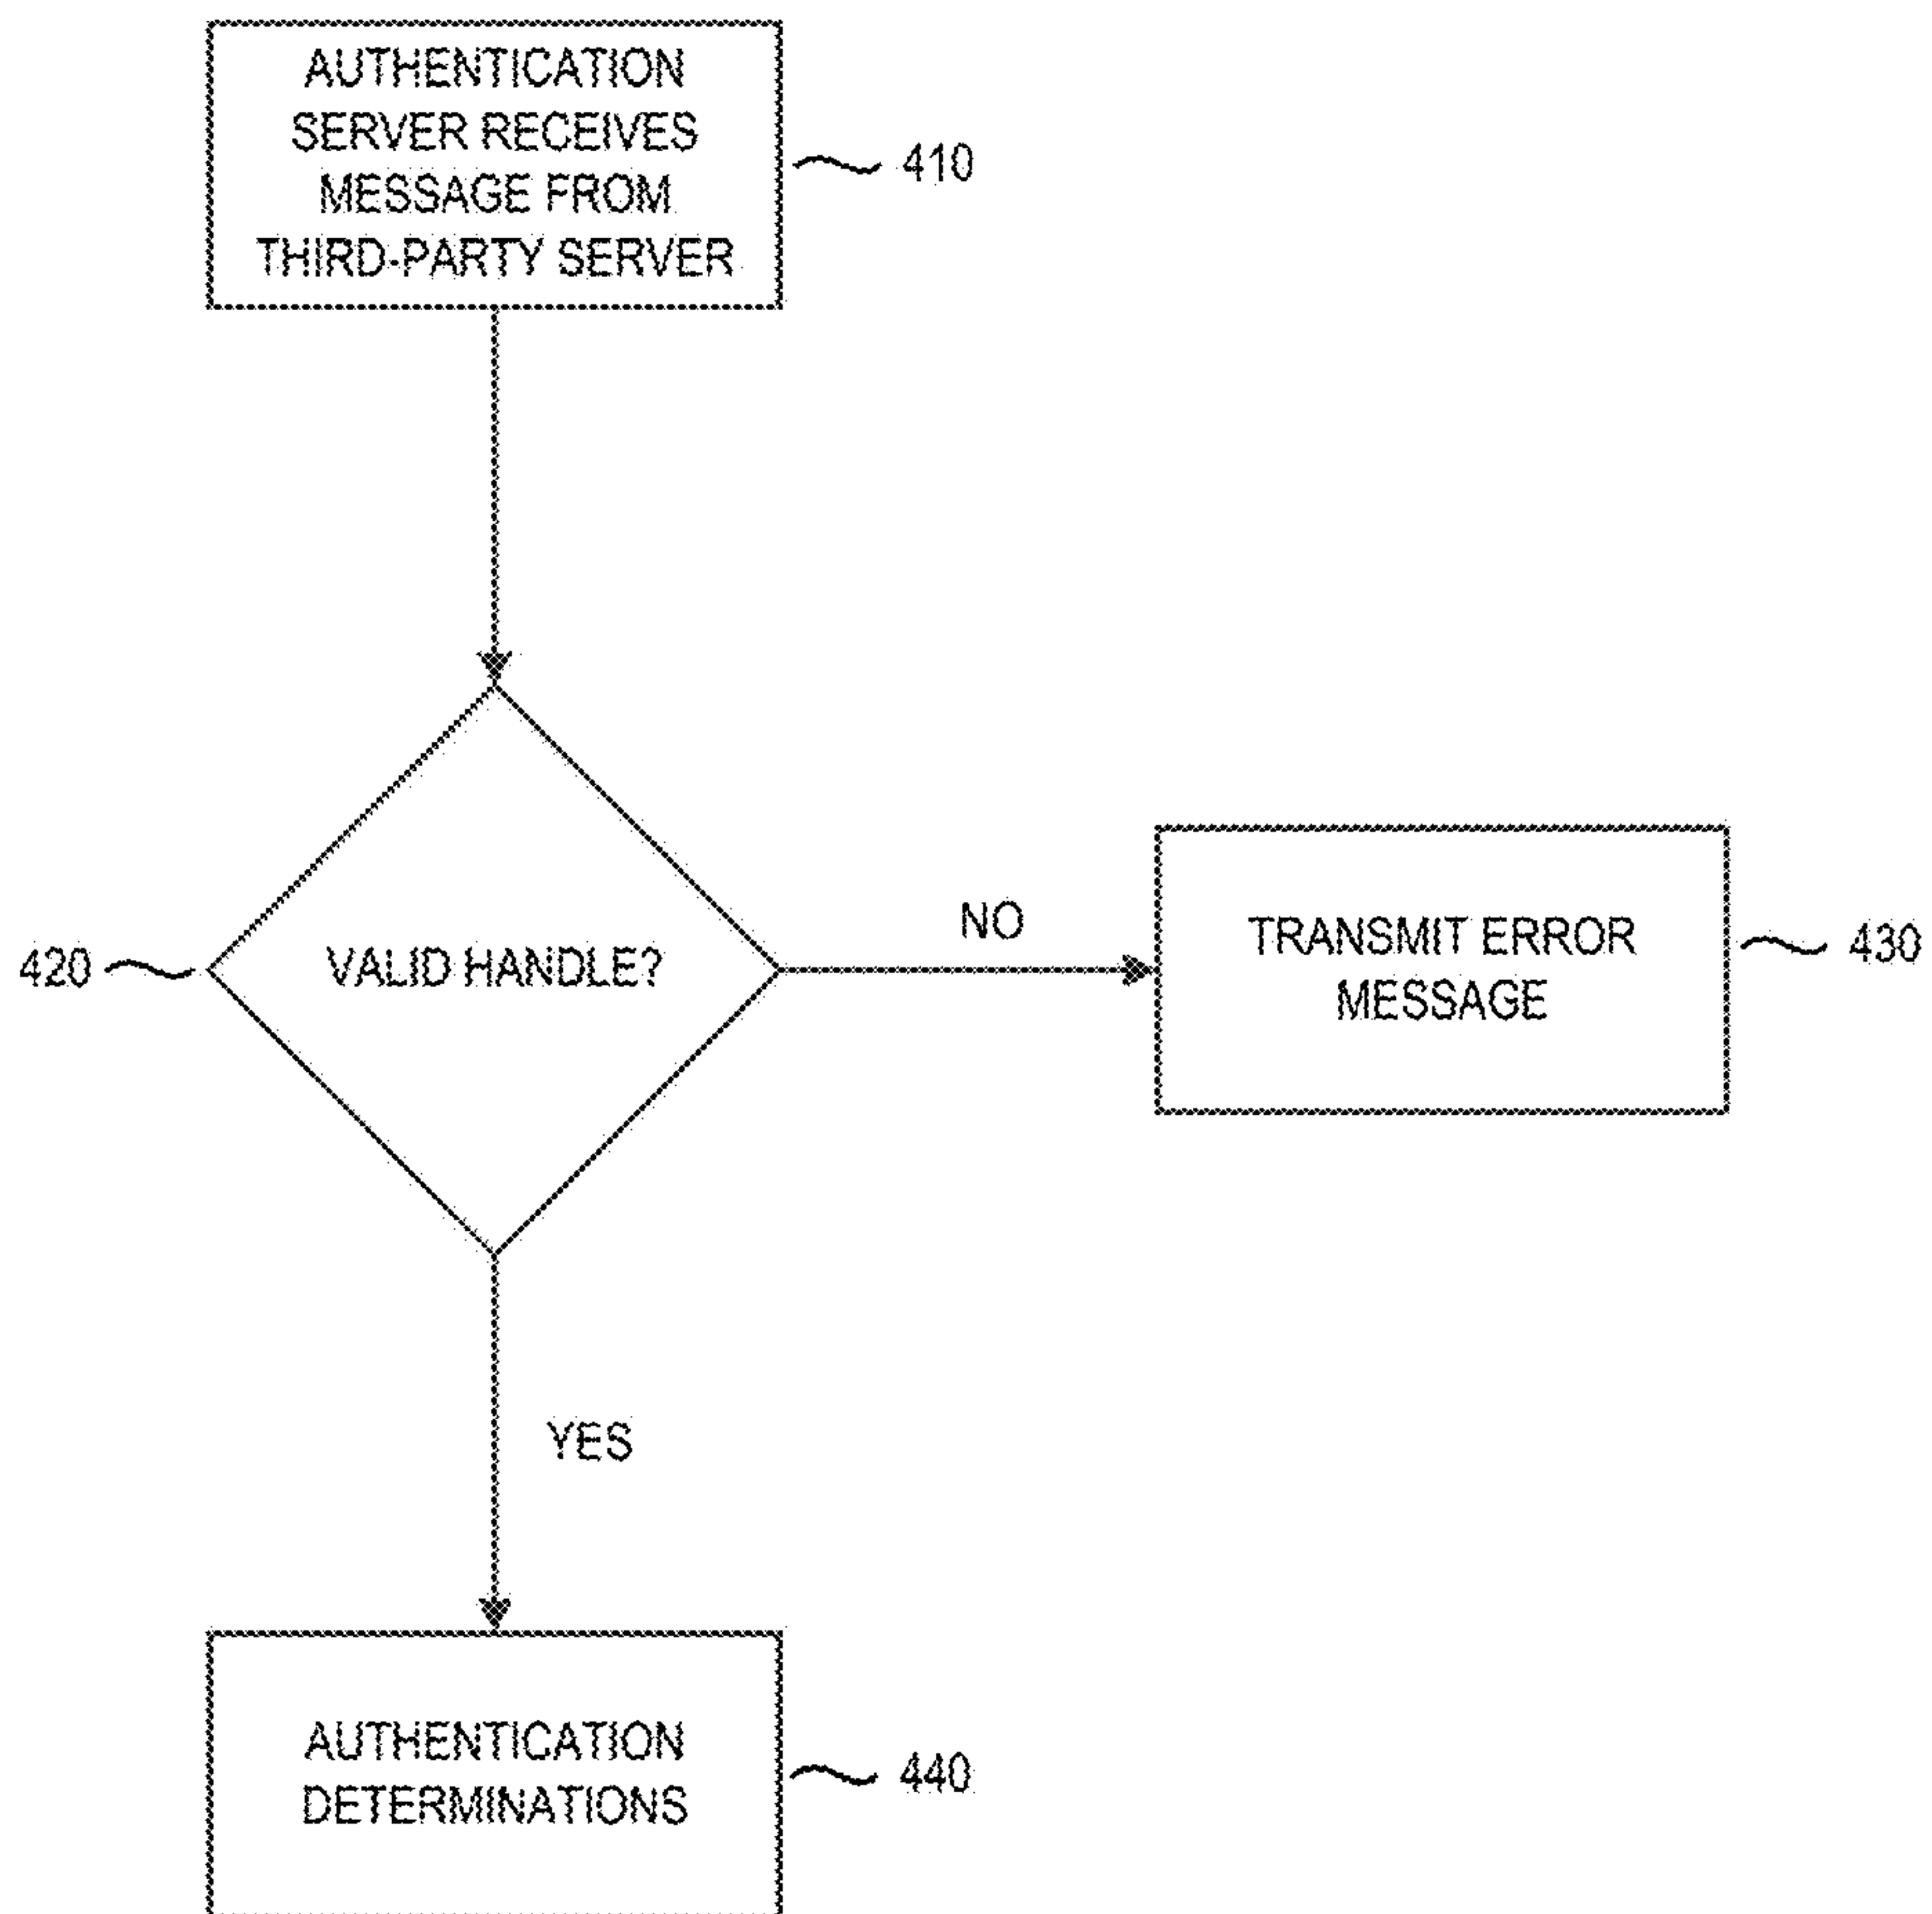 AUTHENTICATION
SERVER RECEIVES
MESSAGE FROM
THIRD-PARTY SERVER
410
420
VALID HANDLE?
NO
TRANSMIT ERROR
MESSAGE
430
YES
AUTHENTICATION
DETERMINATIONS
440